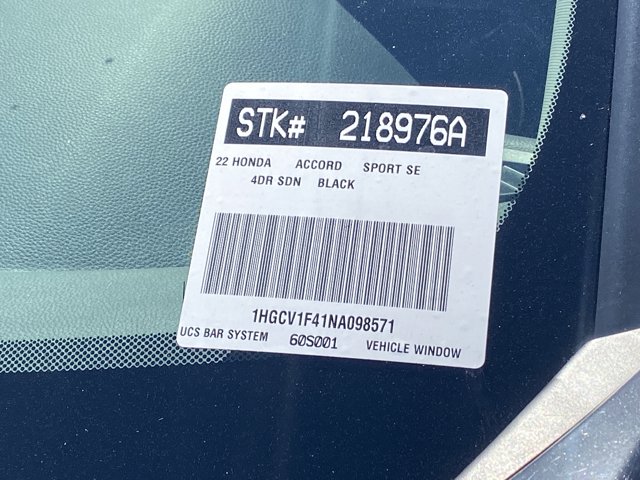 STK# 218976A
22 HONDA ACCORD SPORT SE
4DR SDN BLACK
1HGCV1F41NA098571
UCS BAR SYSTEM 60S001 VEHICLE WINDOW